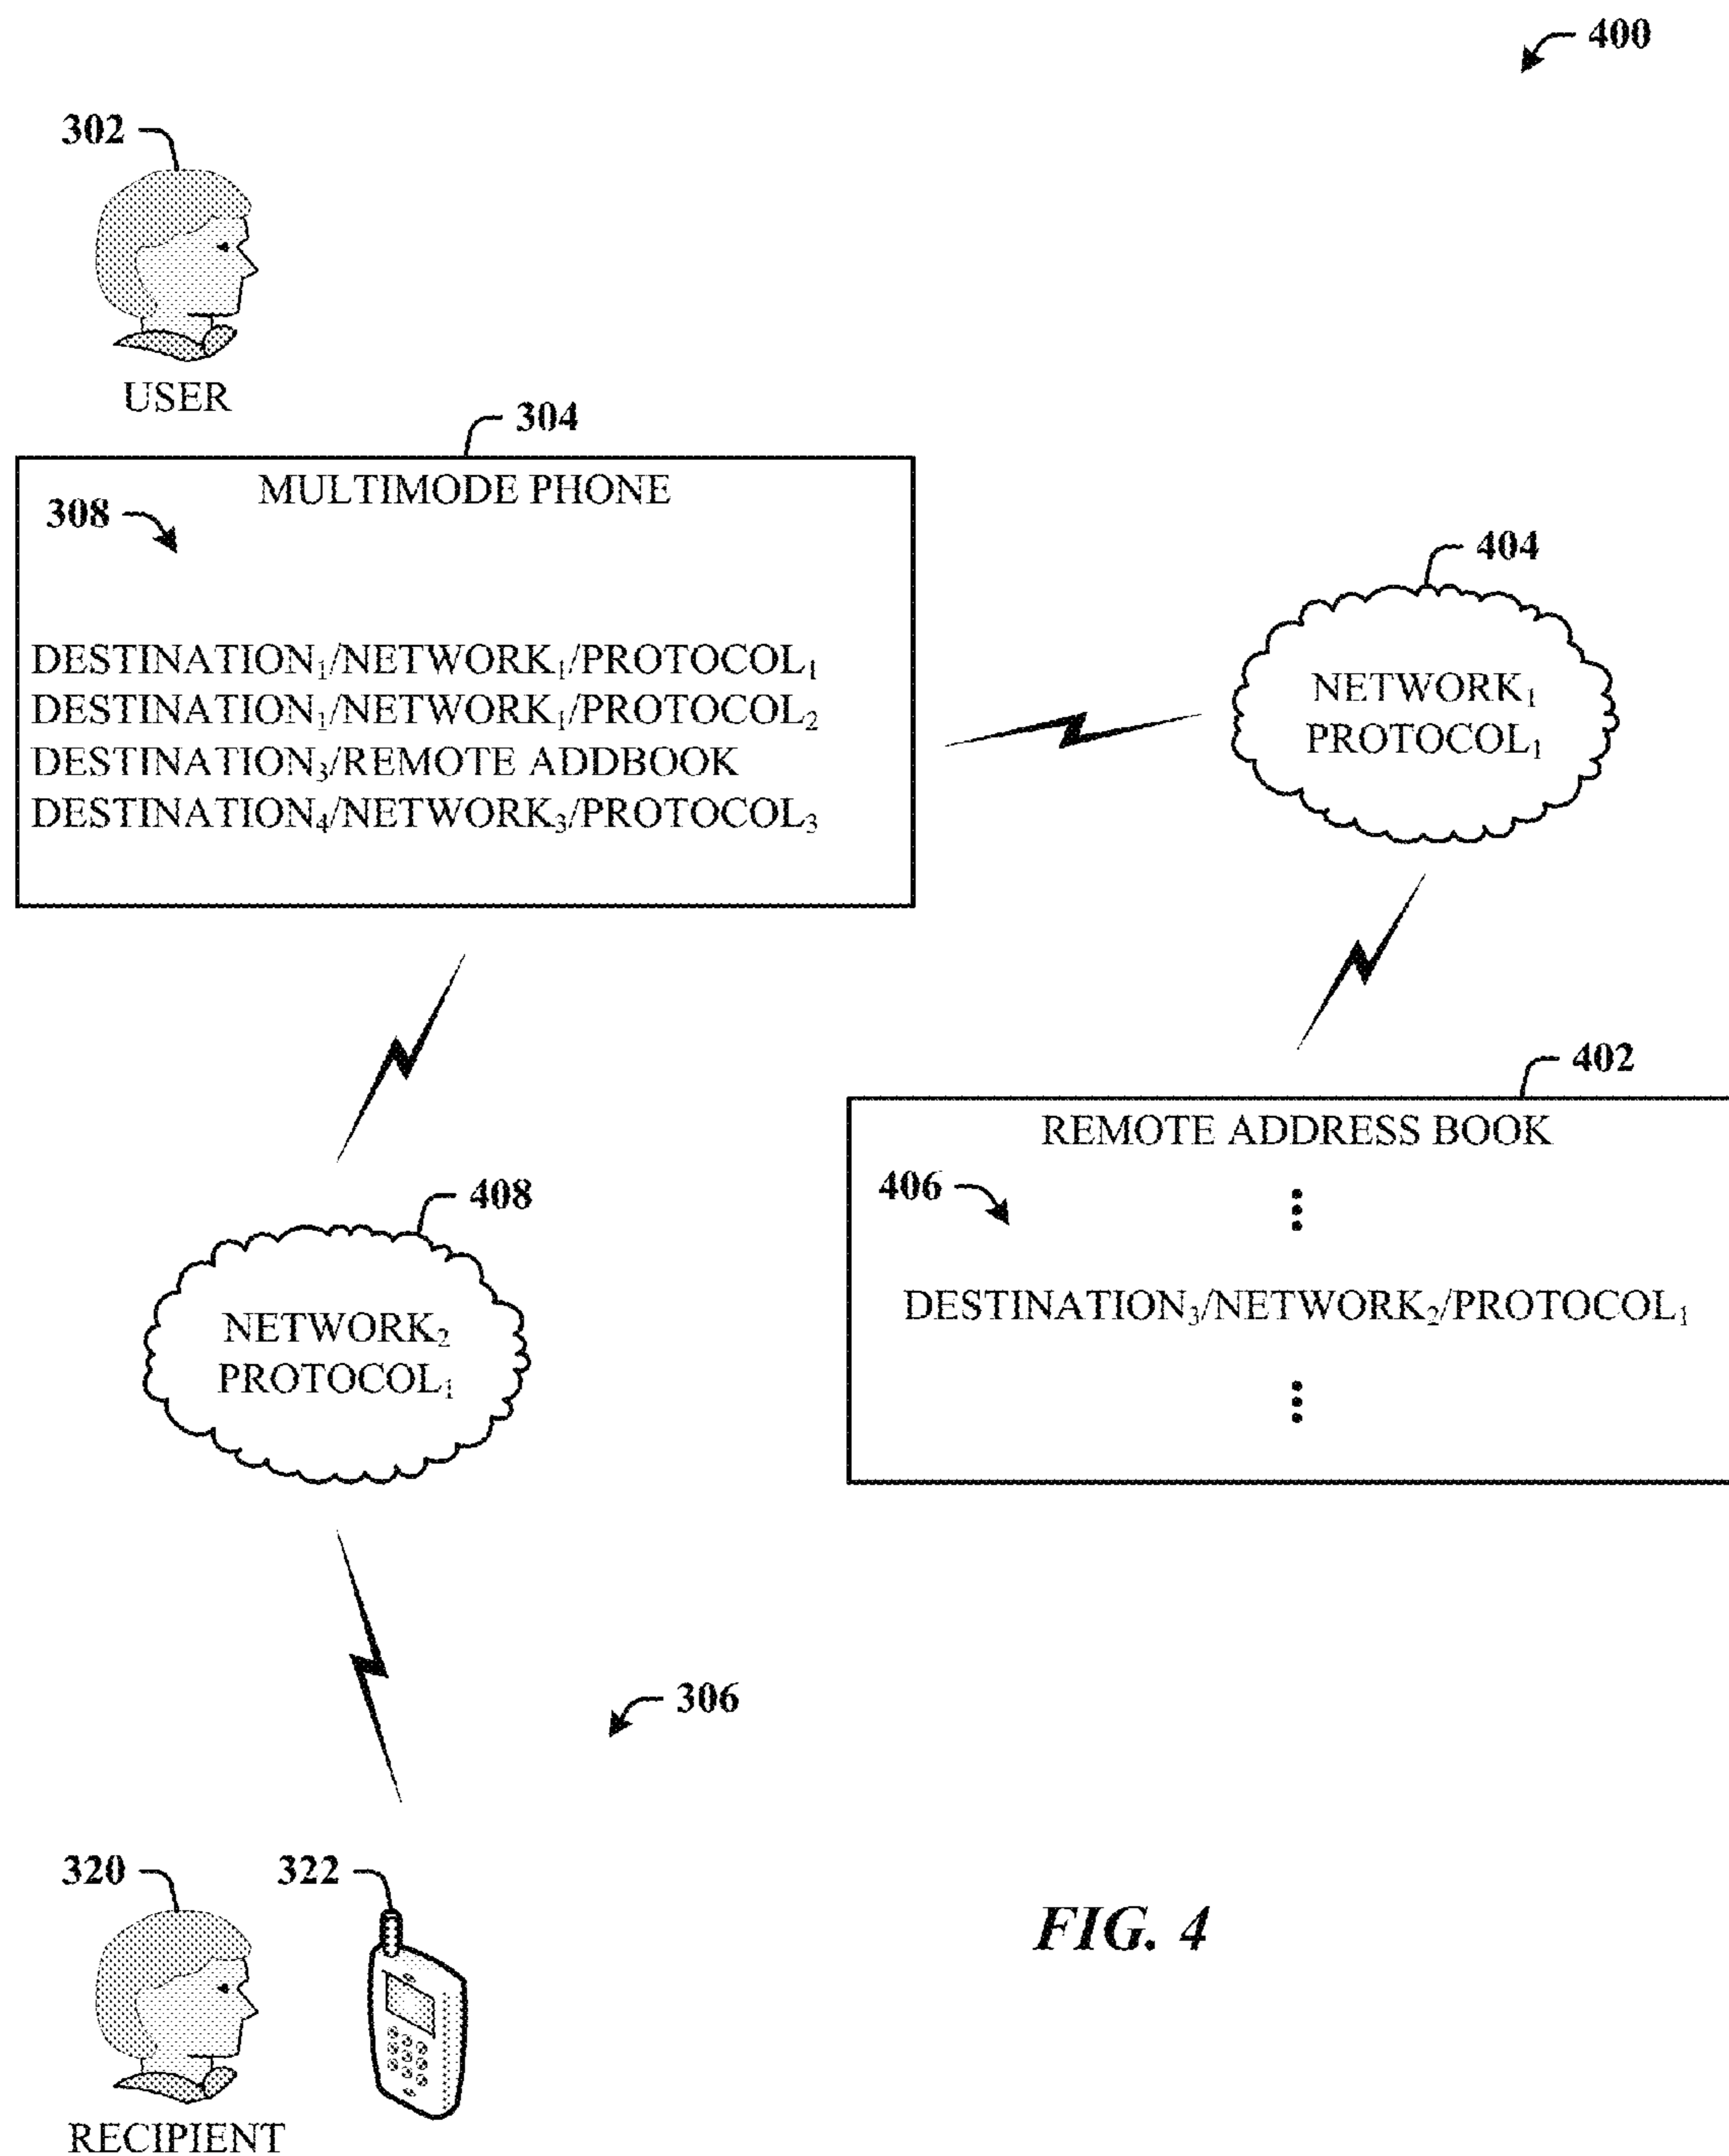 400
302
USER
304
MULTIMODE PHONE
308
DESTINATION₁/NETWORK₁/PROTOCOL₁
DESTINATION₁/NETWORK₁/PROTOCOL₂
DESTINATION₃/REMOTE ADDBOOK
DESTINATION₄/NETWORK₃/PROTOCOL₃
404
NETWORK₁
PROTOCOL₁
402
REMOTE ADDRESS BOOK
406
DESTINATION₃/NETWORK₂/PROTOCOL₁
408
NETWORK₂
PROTOCOL₁
306
320
322
RECIPIENT
FIG. 4